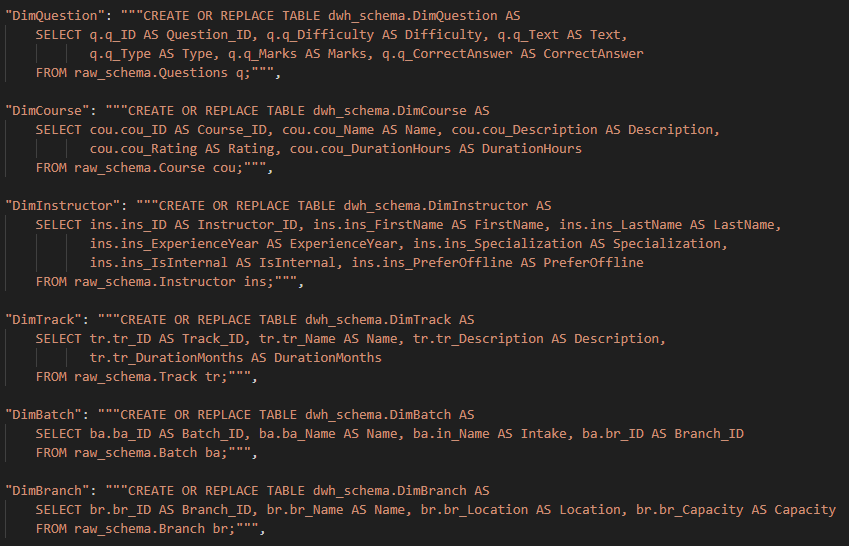 "DimQuestion": """CREATE OR REPLACE TABLE dwh_schema.DimQuestion AS
SELECT q.q_ID AS Question_ID, q.q_Difficulty AS Difficulty, q.q_Text AS Text,
q.q_Type AS Type, q.q_Marks AS Marks, q.q_CorrectAnswer AS CorrectAnswer
FROM raw_schema.Questions q;""",
"DimCourse": """CREATE OR REPLACE TABLE dwh_schema.DimCourse AS
SELECT cou.cou_ID AS Course_ID, cou.cou_Name AS Name, cou.cou_Description AS Description,
cou.cou_Rating AS Rating, cou.cou_DurationHours AS DurationHours
FROM raw_schema.Course cou;""",
"DimInstructor": """CREATE OR REPLACE TABLE dwh_schema.DimInstructor AS
SELECT ins.ins_ID AS Instructor_ID, ins.ins_FirstName AS FirstName, ins.ins_LastName AS LastName,
ins.ins_ExperienceYear AS ExperienceYear, ins.ins_Specialization AS Specialization,
ins.ins_IsInternal AS IsInternal, ins.ins_PreferOffline AS PreferOffline
FROM raw_schema.Instructor ins;""",
"DimTrack": """CREATE OR REPLACE TABLE dwh_schema.DimTrack AS
SELECT tr.tr_ID AS Track_ID, tr.tr_Name AS Name, tr.tr_Description AS Description,
tr.tr_DurationMonths AS DurationMonths
FROM raw_schema.Track tr;""",
"DimBatch": """CREATE OR REPLACE TABLE dwh_schema.DimBatch AS
SELECT ba.ba_ID AS Batch_ID, ba.ba_Name AS Name, ba.in_Name AS Intake, ba.br_ID AS Branch_ID
FROM raw_schema.Batch ba;""",
"DimBranch": """CREATE OR REPLACE TABLE dwh_schema.DimBranch AS
SELECT br.br_ID AS Branch_ID, br.br_Name AS Name, br.br_Location AS Location, br.br_Capacity AS Capacity
FROM raw_schema.Branch br;""",